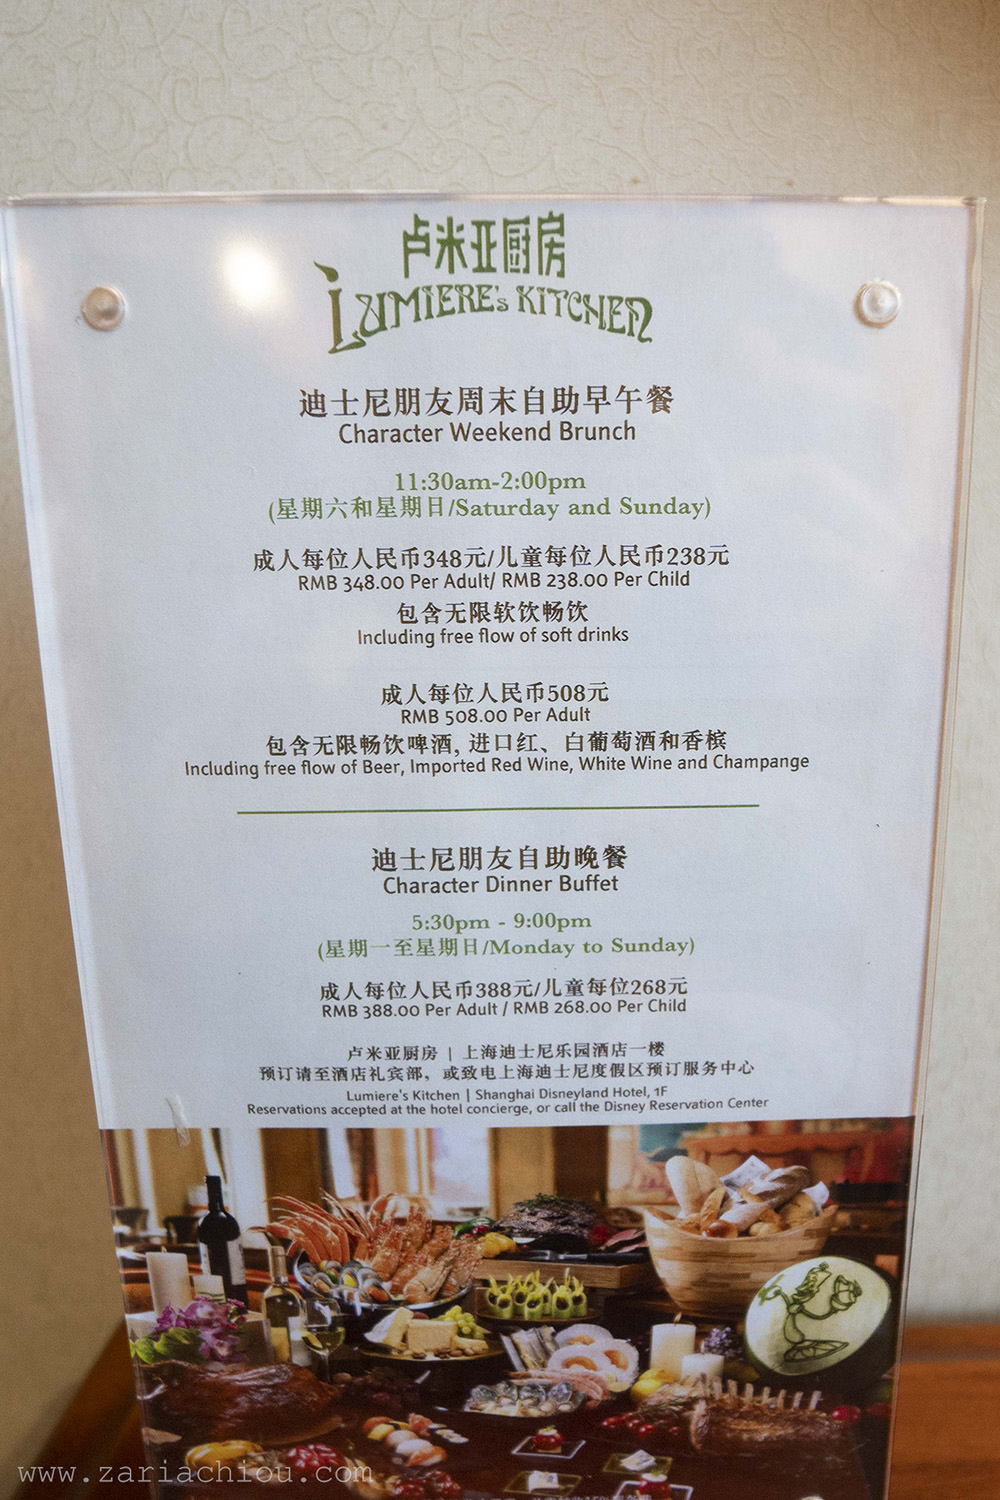 卢米亚厨房
LUMIERE's KITCHEN
迪士尼朋友周末自助早午餐
Character Weekend Brunch
11:30am-2:00pm
(星期六和星期日/Saturday and Sunday)
成人每位人民币348元/儿童每位人民币238元
RMB 348.00 Per Adult/ RMB 238.00 Per Child
包含无限软饮畅饮
Including free flow of soft drinks
成人每位人民币508元
RMB 508.00 Per Adult
包含无限畅饮啤酒, 进口红、白葡萄酒和香槟
Including free flow of Beer, Imported Red Wine, White Wine and Champange
迪士尼朋友自助晚餐
Character Dinner Buffet
5:30pm - 9:00pm
(星期一至星期日/Monday to Sunday)
成人每位人民币388元/儿童每位268元
RMB 388.00 Per Adult / RMB 268.00 Per Child
卢米亚厨房 | 上海迪士尼乐园酒店一楼
预订请至酒店礼宾部，或致电上海迪士尼度假区预订服务中心
Lumiere's Kitchen | Shanghai Disneyland Hotel, 1F
Reservations accepted at the hotel concierge, or call the Disney Reservation Center
www.zariachiou.com